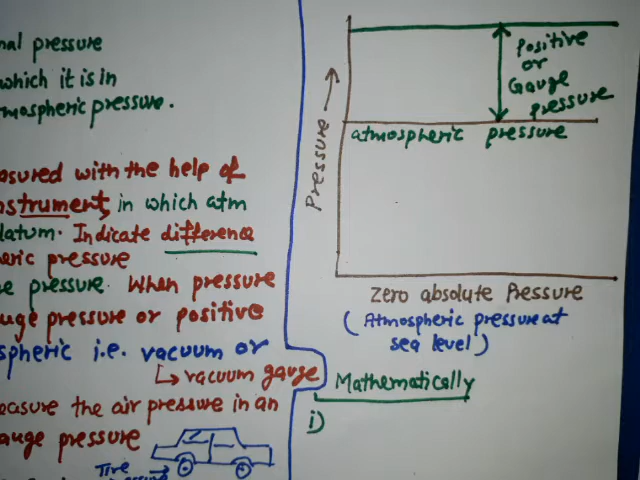 nal pressure
which it is in
mospheric pressure.
asured with the help of
nstrument, in which atm
datum. Indicate difference
eric pressure
e pressure. When pressure
uge pressure or positive
spheric i.e. vacuum or
↳ vacuum gauge
easure the air pressure in an
auge pressure
Tire
Positive
or
Gauge
pressure
atmospheric pressure
Pressure →
Zero absolute Pressure
(Atmospheric pressure at
sea level)
Mathematically
i)